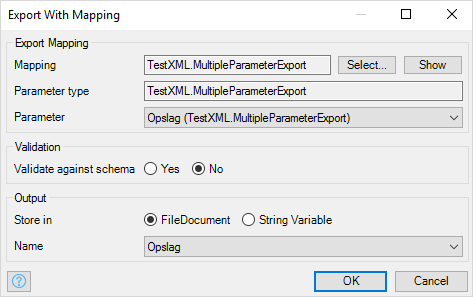 Export With Mapping
Export Mapping
Mapping TestXML.MultipleParameterExport Select... Show
Parameter type TestXML.MultipleParameterExport
Parameter Opslag (TestXML.MultipleParameterExport)
Validation
Validate against schema Yes No
Output
Store in FileDocument String Variable
Name Opslag
? OK Cancel